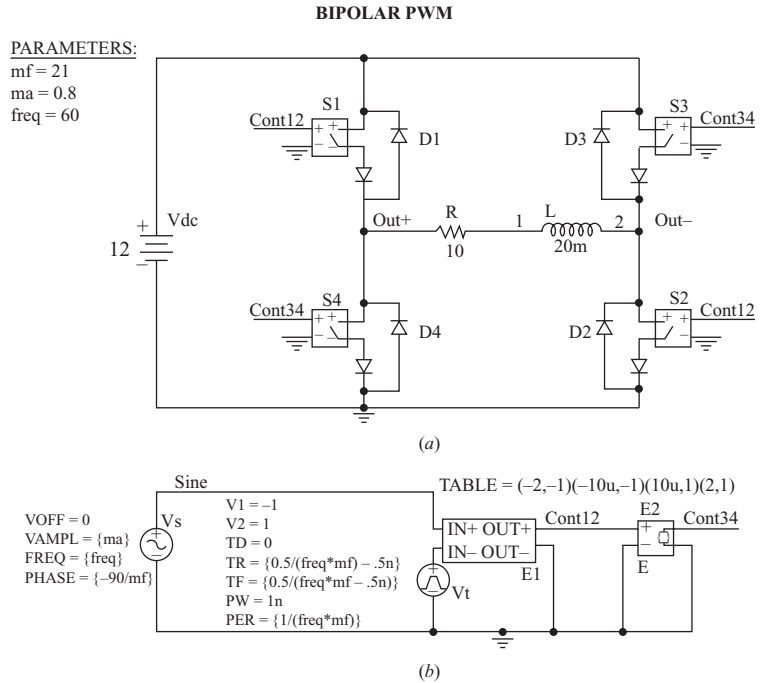 BIPOLAR PWM
PARAMETERS:
mf = 21
ma = 0.8
freq = 60
S1
Cont12
+ +
– –
D1
S3
Cont34
+ +
– –
D3
Out+
R
10
1
L
2
20m
Out–
+
Vdc
12
–
S4
Cont34
+ +
– –
D4
S2
Cont12
+ +
– –
D2
(a)
Sine
TABLE = (–2,–1)(–10u,–1)(10u,1)(2,1)
VOFF = 0
VAMPL = {ma}
FREQ = {freq}
PHASE = {–90/mf}
+
Vs
–
V1 = –1
V2 = 1
TD = 0
TR = {0.5/(freq*mf) – .5n}
TF = {0.5/(freq*mf – .5n)}
PW = 1n
PER = {1/(freq*mf)}
IN+ OUT+
IN– OUT–
E1
+
Vt
–
Cont12
E2
+
–
E
Cont34
(b)